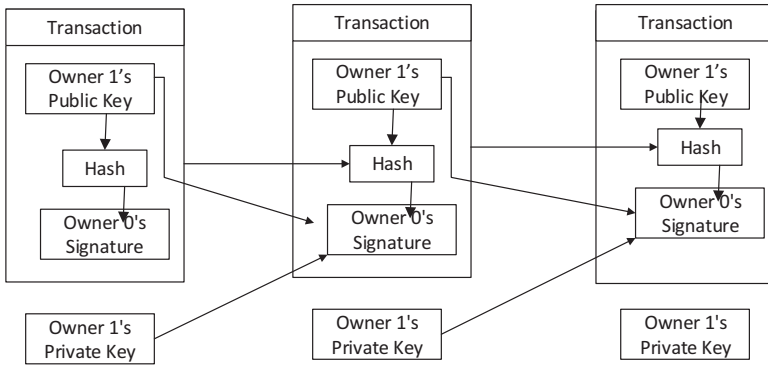 Transaction
Owner 1’s
Public Key
Hash
Owner 0's
Signature
Owner 1's
Private Key
Transaction
Owner 1’s
Public Key
Hash
Owner 0's
Signature
Owner 1's
Private Key
Transaction
Owner 1’s
Public Key
Hash
Owner 0's
Signature
Owner 1's
Private Key